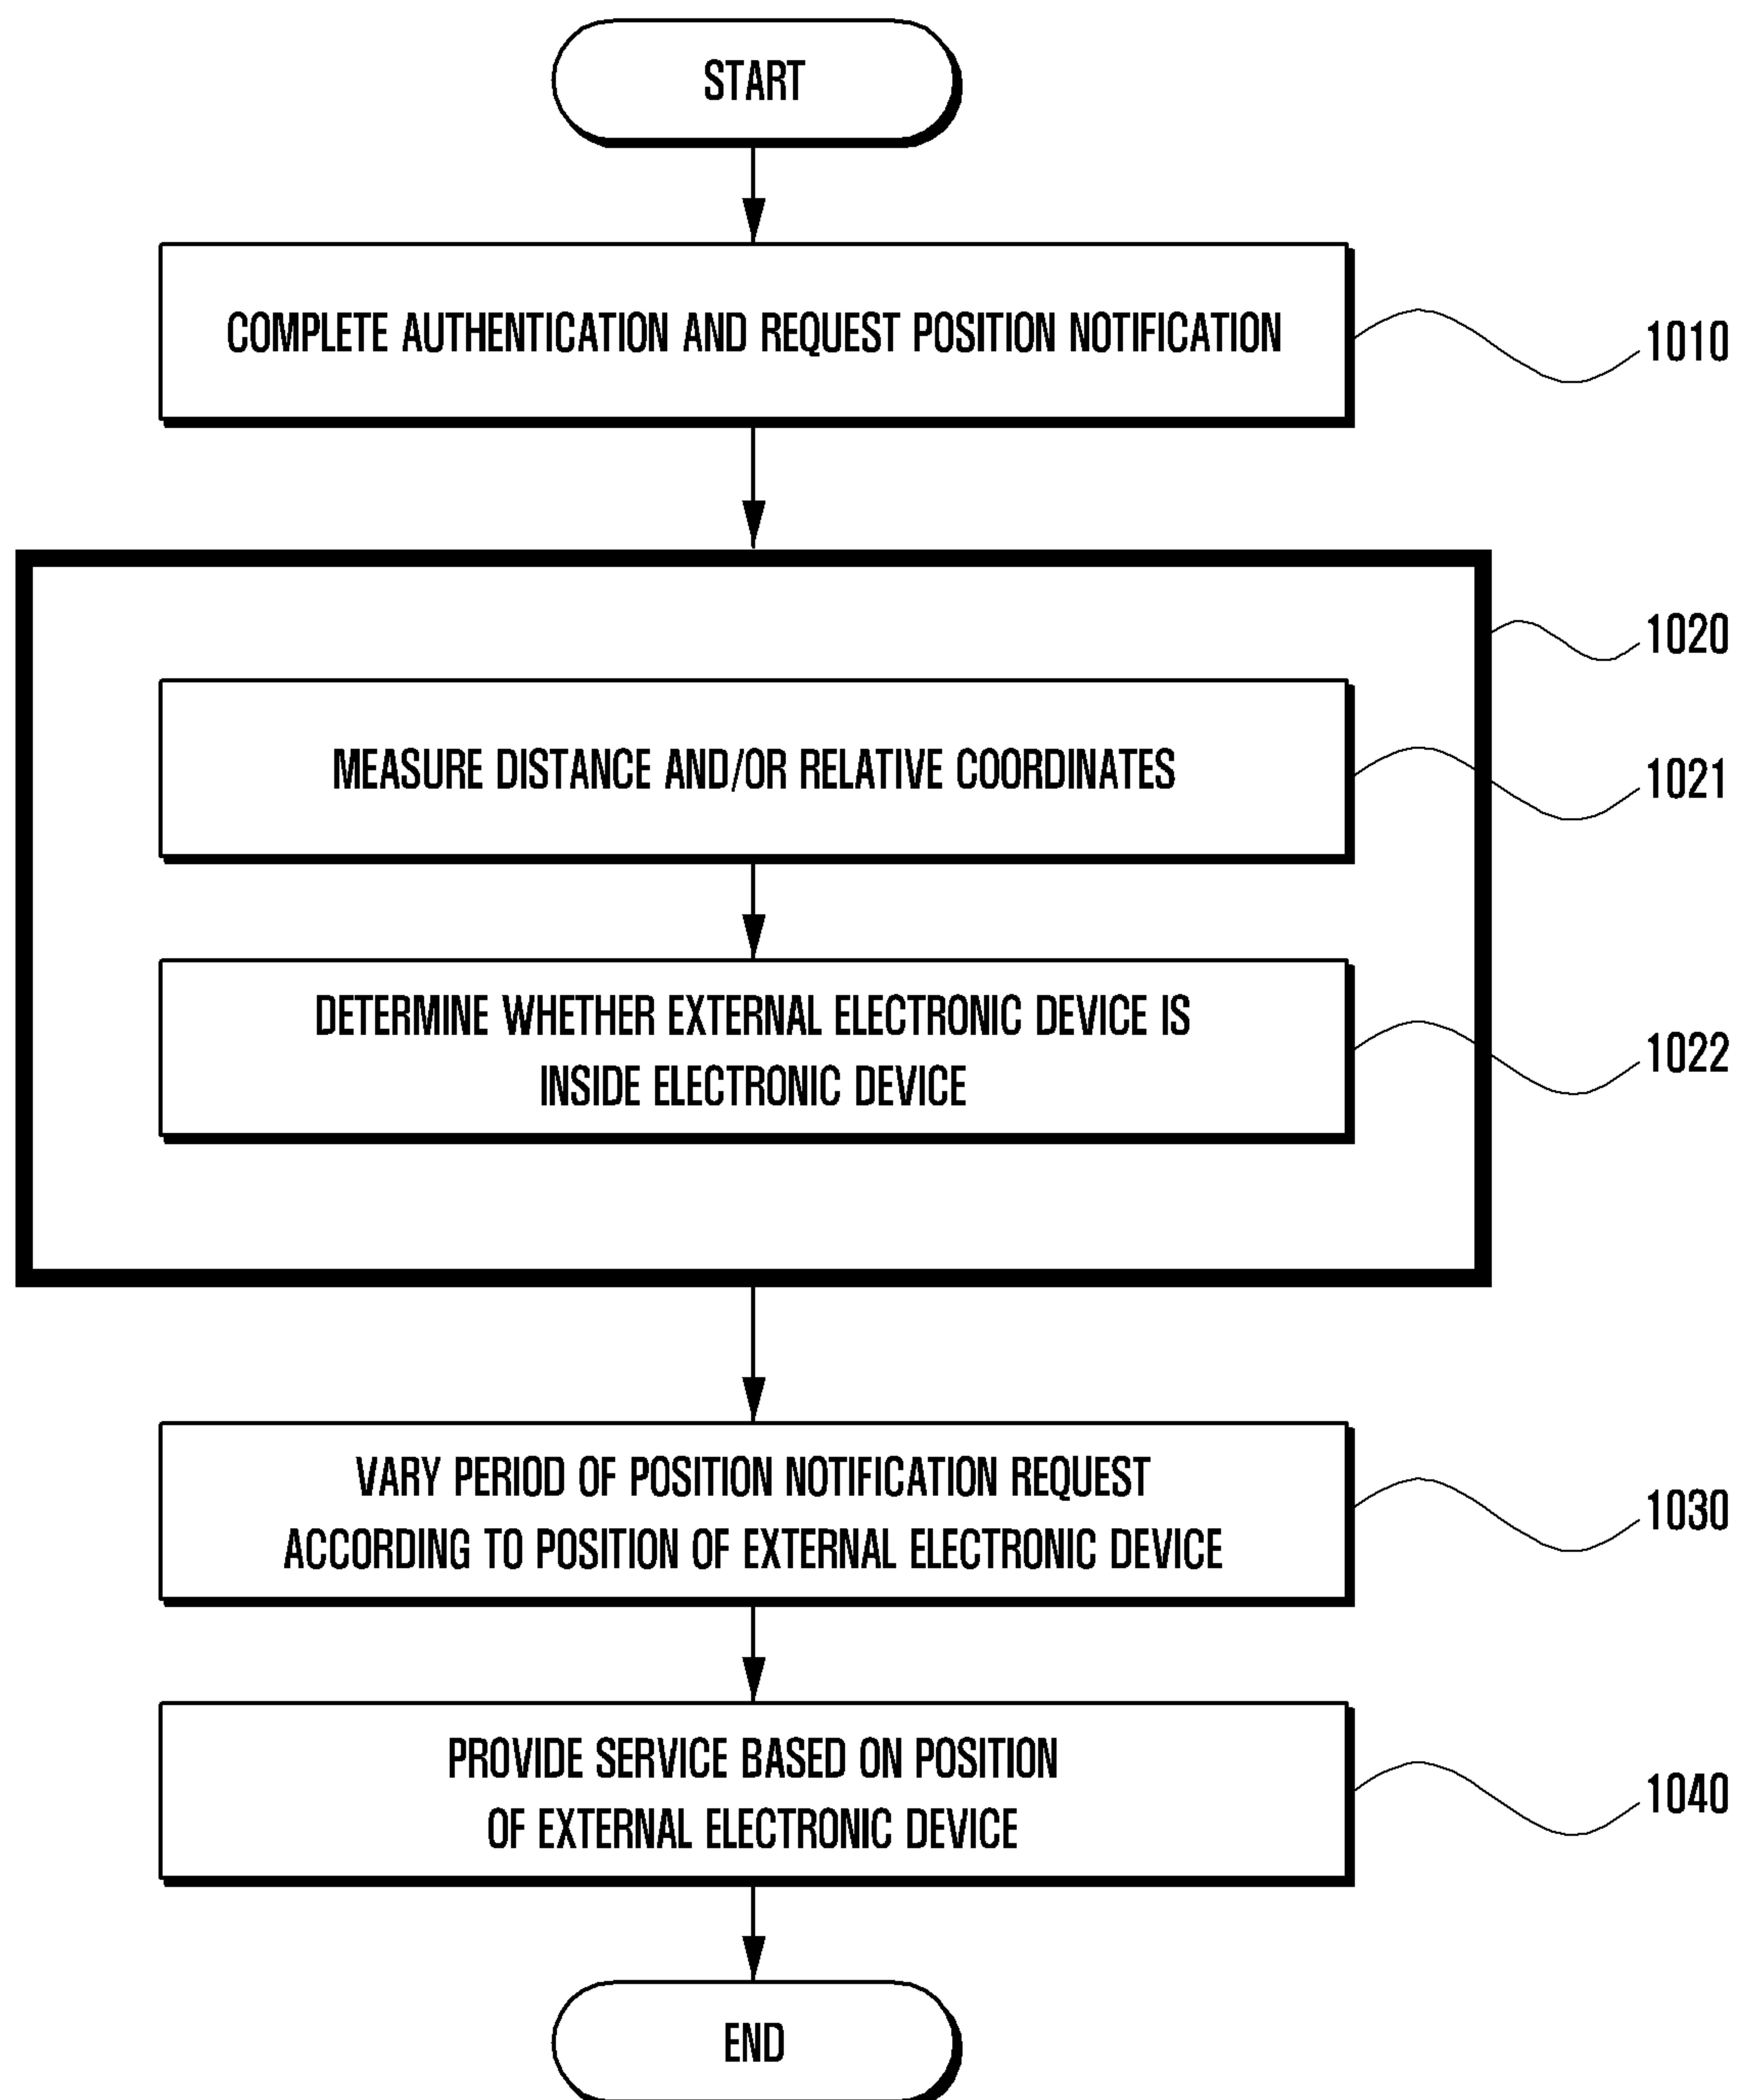 START
COMPLETE AUTHENTICATION AND REQUEST POSITION NOTIFICATION
1010
1020
MEASURE DISTANCE AND/OR RELATIVE COORDINATES
1021
DETERMINE WHETHER EXTERNAL ELECTRONIC DEVICE IS
INSIDE ELECTRONIC DEVICE
1022
VARY PERIOD OF POSITION NOTIFICATION REQUEST
ACCORDING TO POSITION OF EXTERNAL ELECTRONIC DEVICE
1030
PROVIDE SERVICE BASED ON POSITION
OF EXTERNAL ELECTRONIC DEVICE
1040
END